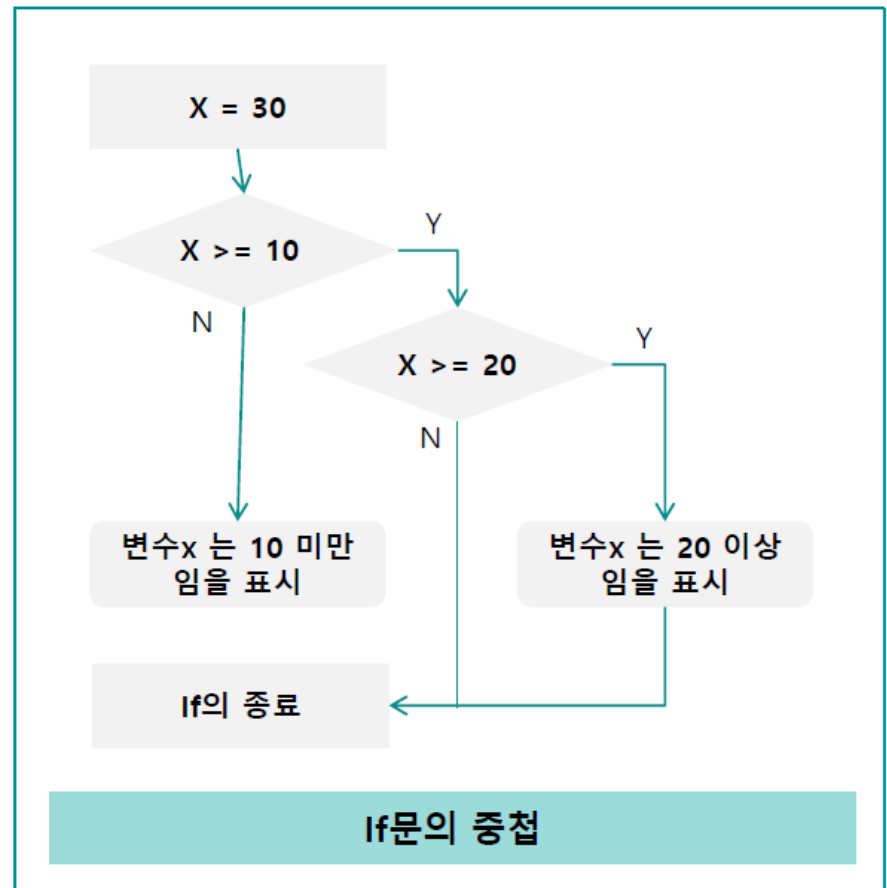 X = 30
X >= 10
Y
N
X >= 20
Y
N
변수x 는 10 미만
임을 표시
변수x 는 20 이상
임을 표시
If의 종료
If문의 중첩